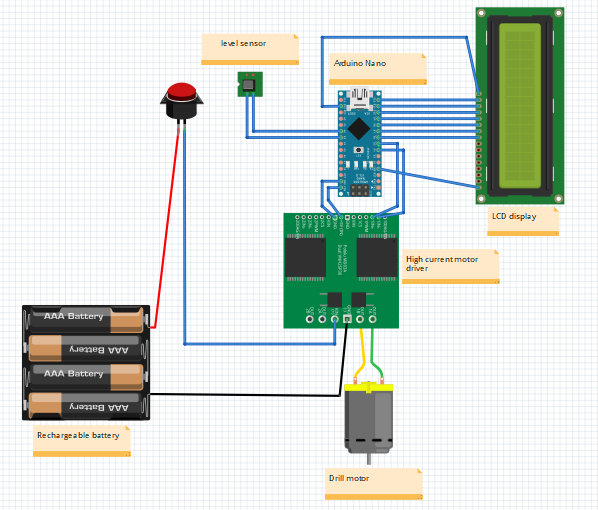 level sensor
Arduino Nano
LCD display
High current motor
driver
AAA Battery
AAA Battery
AAA Battery
AAA Battery
Rechargeable battery
Drill motor